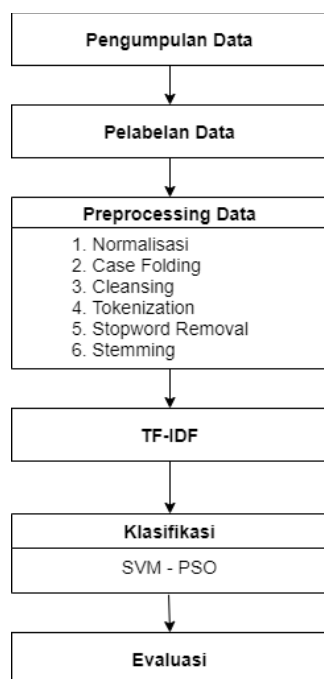 Pengumpulan Data
Pelabelan Data
Preprocessing Data
1. Normalisasi
2. Case Folding
3. Cleansing
4. Tokenization
5. Stopword Removal
6. Stemming
TF-IDF
Klasifikasi
SVM - PSO
Evaluasi